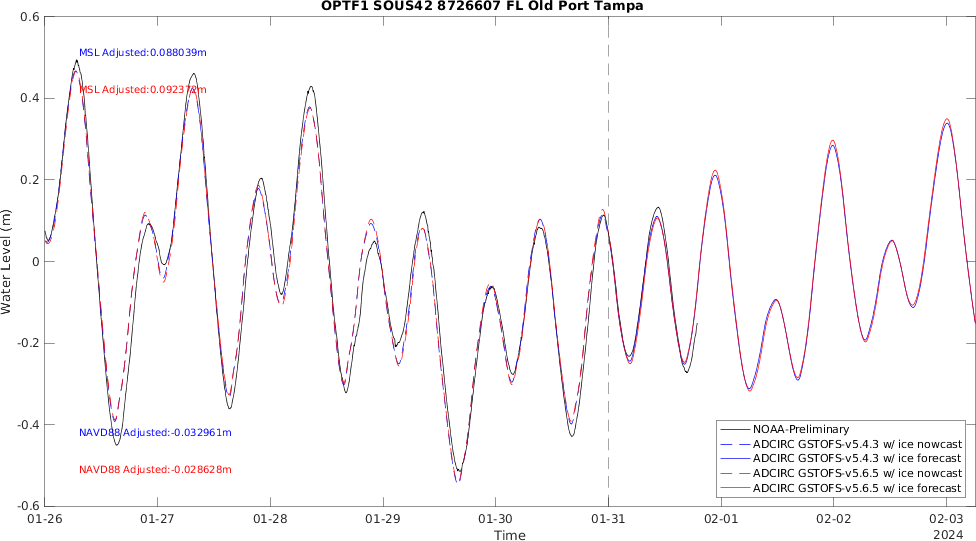 OPTF1 SOUS42 8726607 FL Old Port Tampa
0.6
0.4
0.2
0
-0.2
-0.4
-0.6
Water Level (m)
MSL Adjusted:0.088039m
MSL Adjusted:0.092372m
NAVD88 Adjusted:-0.032961m
NAVD88 Adjusted:-0.028628m
NOAA-Preliminary
ADCIRC GSTOFS-v5.4.3 w/ ice nowcast
ADCIRC GSTOFS-v5.4.3 w/ ice forecast
ADCIRC GSTOFS-v5.6.5 w/ ice nowcast
ADCIRC GSTOFS-v5.6.5 w/ ice forecast
01-26 01-27 01-28 01-29 01-30 01-31 02-01 02-02 02-03
Time
2024